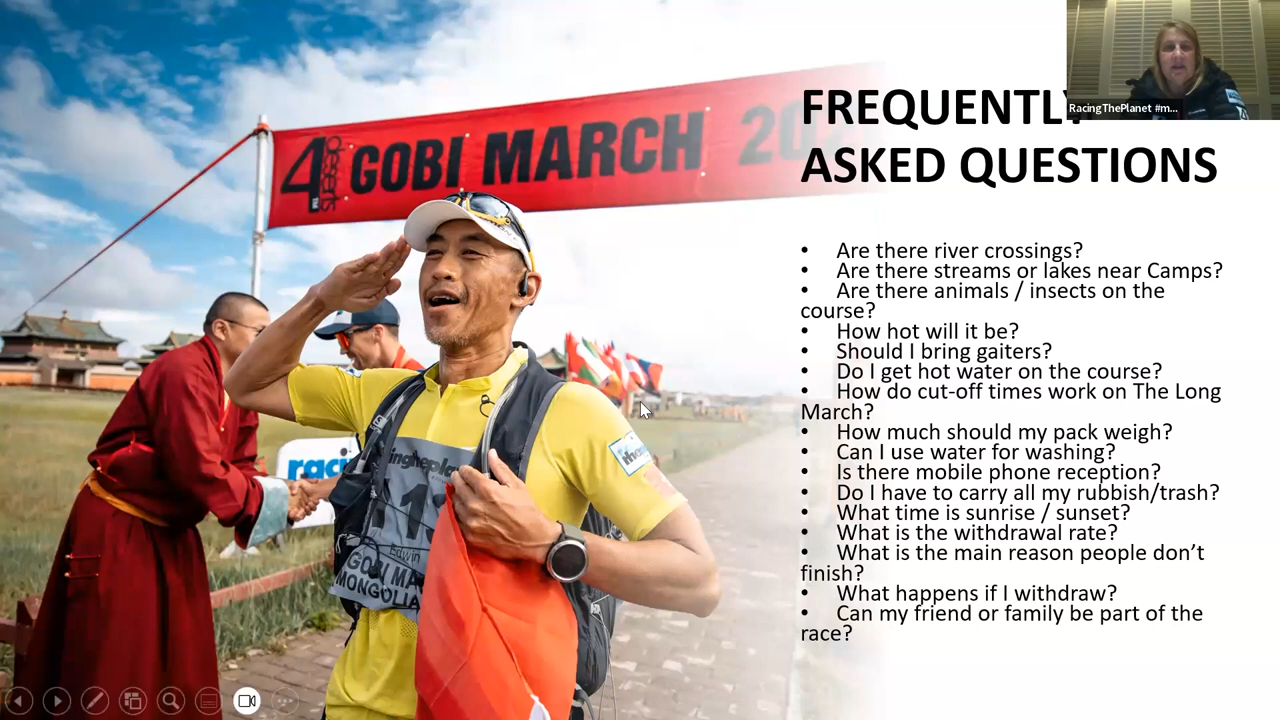 RacingThePlanet #m...
FREQUENTLY
ASKED QUESTIONS
4 deserts™ GOBI MARCH 20
• Are there river crossings?
• Are there streams or lakes near Camps?
• Are there animals / insects on the
course?
• How hot will it be?
• Should I bring gaiters?
• Do I get hot water on the course?
• How do cut-off times work on The Long
March?
• How much should my pack weigh?
• Can I use water for washing?
• Is there mobile phone reception?
• Do I have to carry all my rubbish/trash?
• What time is sunrise / sunset?
• What is the withdrawal rate?
• What is the main reason people don’t
finish?
• What happens if I withdraw?
• Can my friend or family be part of the
race?
raci
ingthepla
Edwin
GOBI MA
MONGOLIA